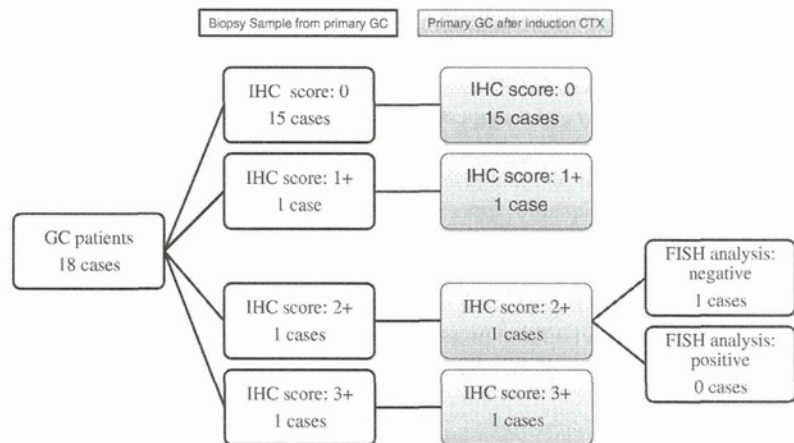 Biopsy Sample from primary GC
Primary GC after induction CTX
IHC score: 0
15 cases
IHC score: 0
15 cases
IHC score: 1+
1 case
IHC score: 1+
1 case
GC patients
18 cases
IHC score: 2+
1 cases
IHC score: 2+
1 cases
FISH analysis:
negative
1 cases
FISH analysis:
positive
0 cases
IHC score: 3+
1 cases
IHC score: 3+
1 cases